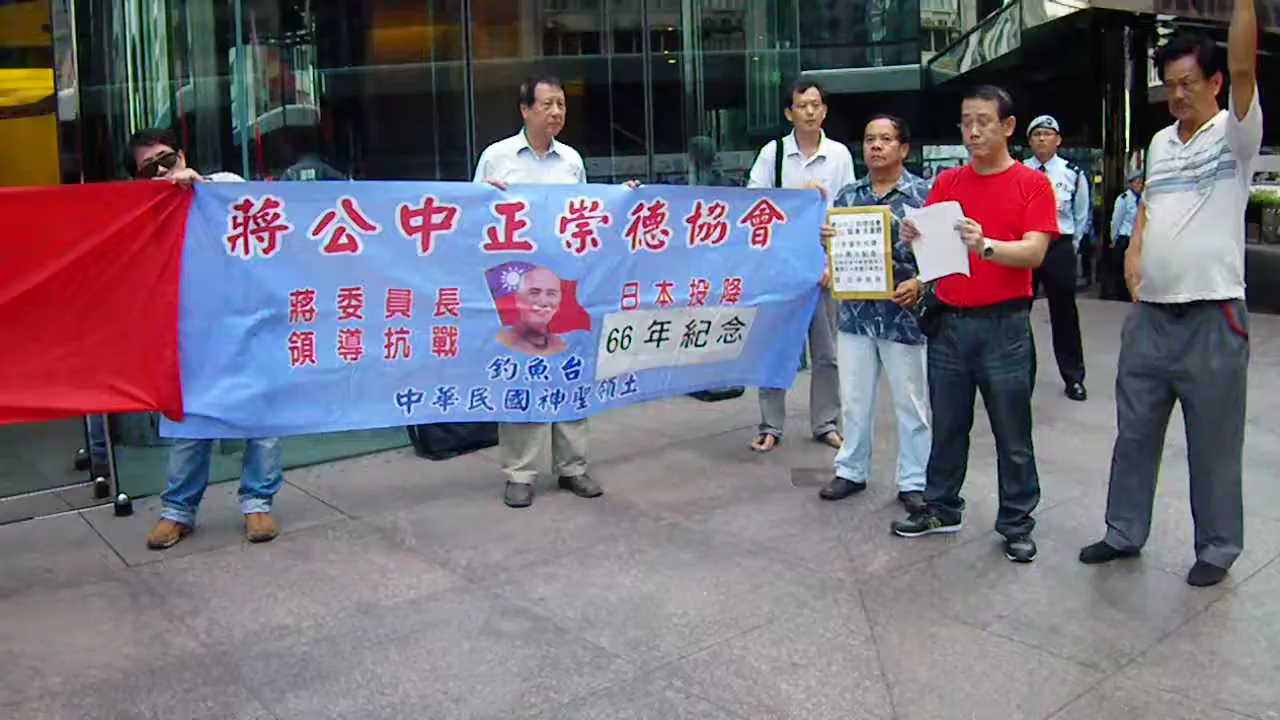 蔣公中正崇德協會
蔣委員長
領導抗戰
日本投降
66年紀念
釣魚台
中華民國神聖領土